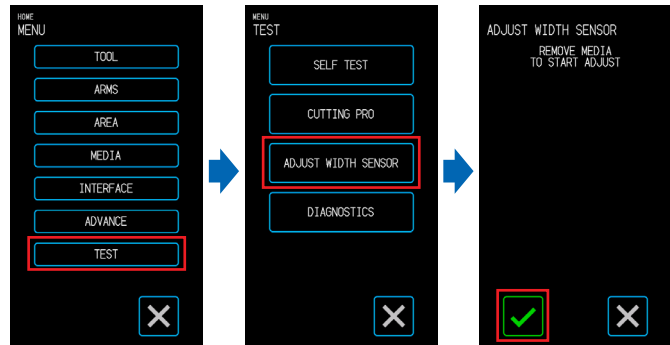 HOME
MENU
TOOL
ARMS
AREA
MEDIA
INTERFACE
ADVANCE
TEST
MENU
TEST
SELF TEST
CUTTING PRO
ADJUST WIDTH SENSOR
DIAGNOSTICS
ADJUST WIDTH SENSOR
REMOVE MEDIA
TO START ADJUST